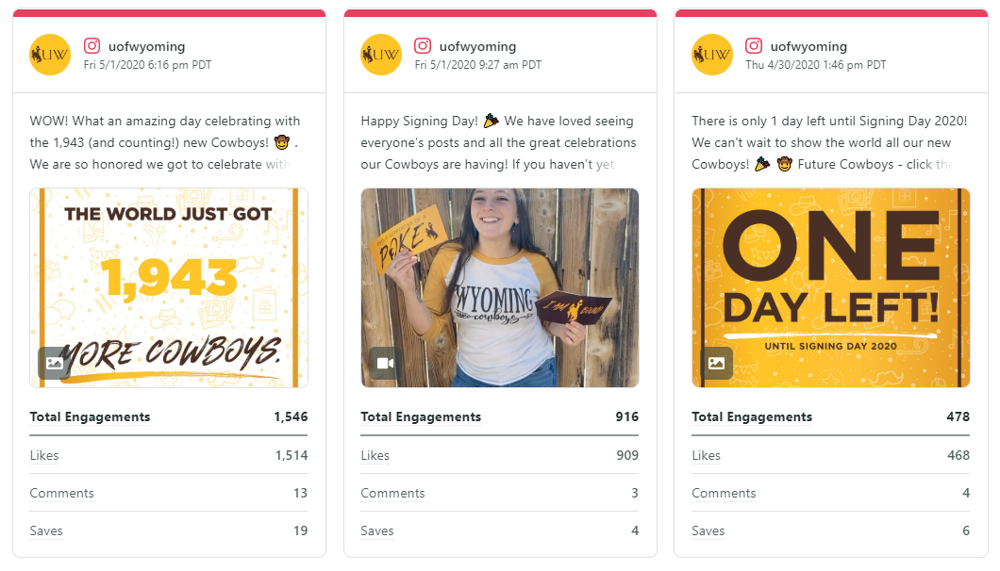 UW
uofwyoming
Fri 5/1/2020 6:16 pm PDT
WOW! What an amazing day celebrating with
the 1,943 (and counting!) new Cowboys! 🤠 .
We are so honored we got to celebrate with
THE WORLD JUST GOT
1,943
MORE COWBOYS.
Total Engagements 1,546
Likes 1,514
Comments 13
Saves 19
UW
uofwyoming
Fri 5/1/2020 9:27 am PDT
Happy Signing Day! 🎉 We have loved seeing
everyone's posts and all the great celebrations
our Cowboys are having! If you haven't yet
POKE
WYOMING
cowboys
I AM BOUND
Total Engagements 916
Likes 909
Comments 3
Saves 4
UW
uofwyoming
Thu 4/30/2020 1:46 pm PDT
There is only 1 day left until Signing Day 2020!
We can't wait to show the world all our new
Cowboys! 🎉 🤠 Future Cowboys - click the
ONE
DAY LEFT!
UNTIL SIGNING DAY 2020
Total Engagements 478
Likes 468
Comments 4
Saves 6